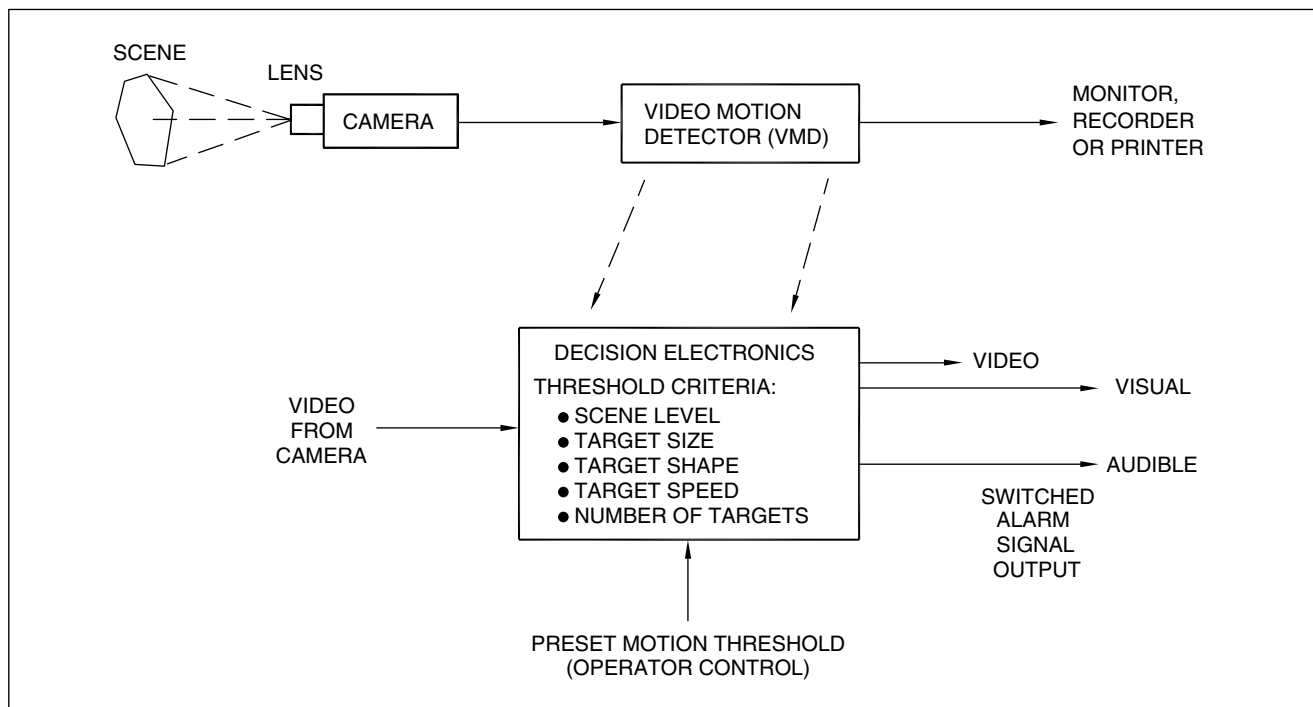 SCENE
LENS
CAMERA
VIDEO MOTION
DETECTOR (VMD)
MONITOR,
RECORDER
OR PRINTER
DECISION ELECTRONICS
THRESHOLD CRITERIA:
● SCENE LEVEL
● TARGET SIZE
● TARGET SHAPE
● TARGET SPEED
● NUMBER OF TARGETS
VIDEO
FROM
CAMERA
VIDEO
VISUAL
AUDIBLE
SWITCHED
ALARM
SIGNAL
OUTPUT
PRESET MOTION THRESHOLD
(OPERATOR CONTROL)